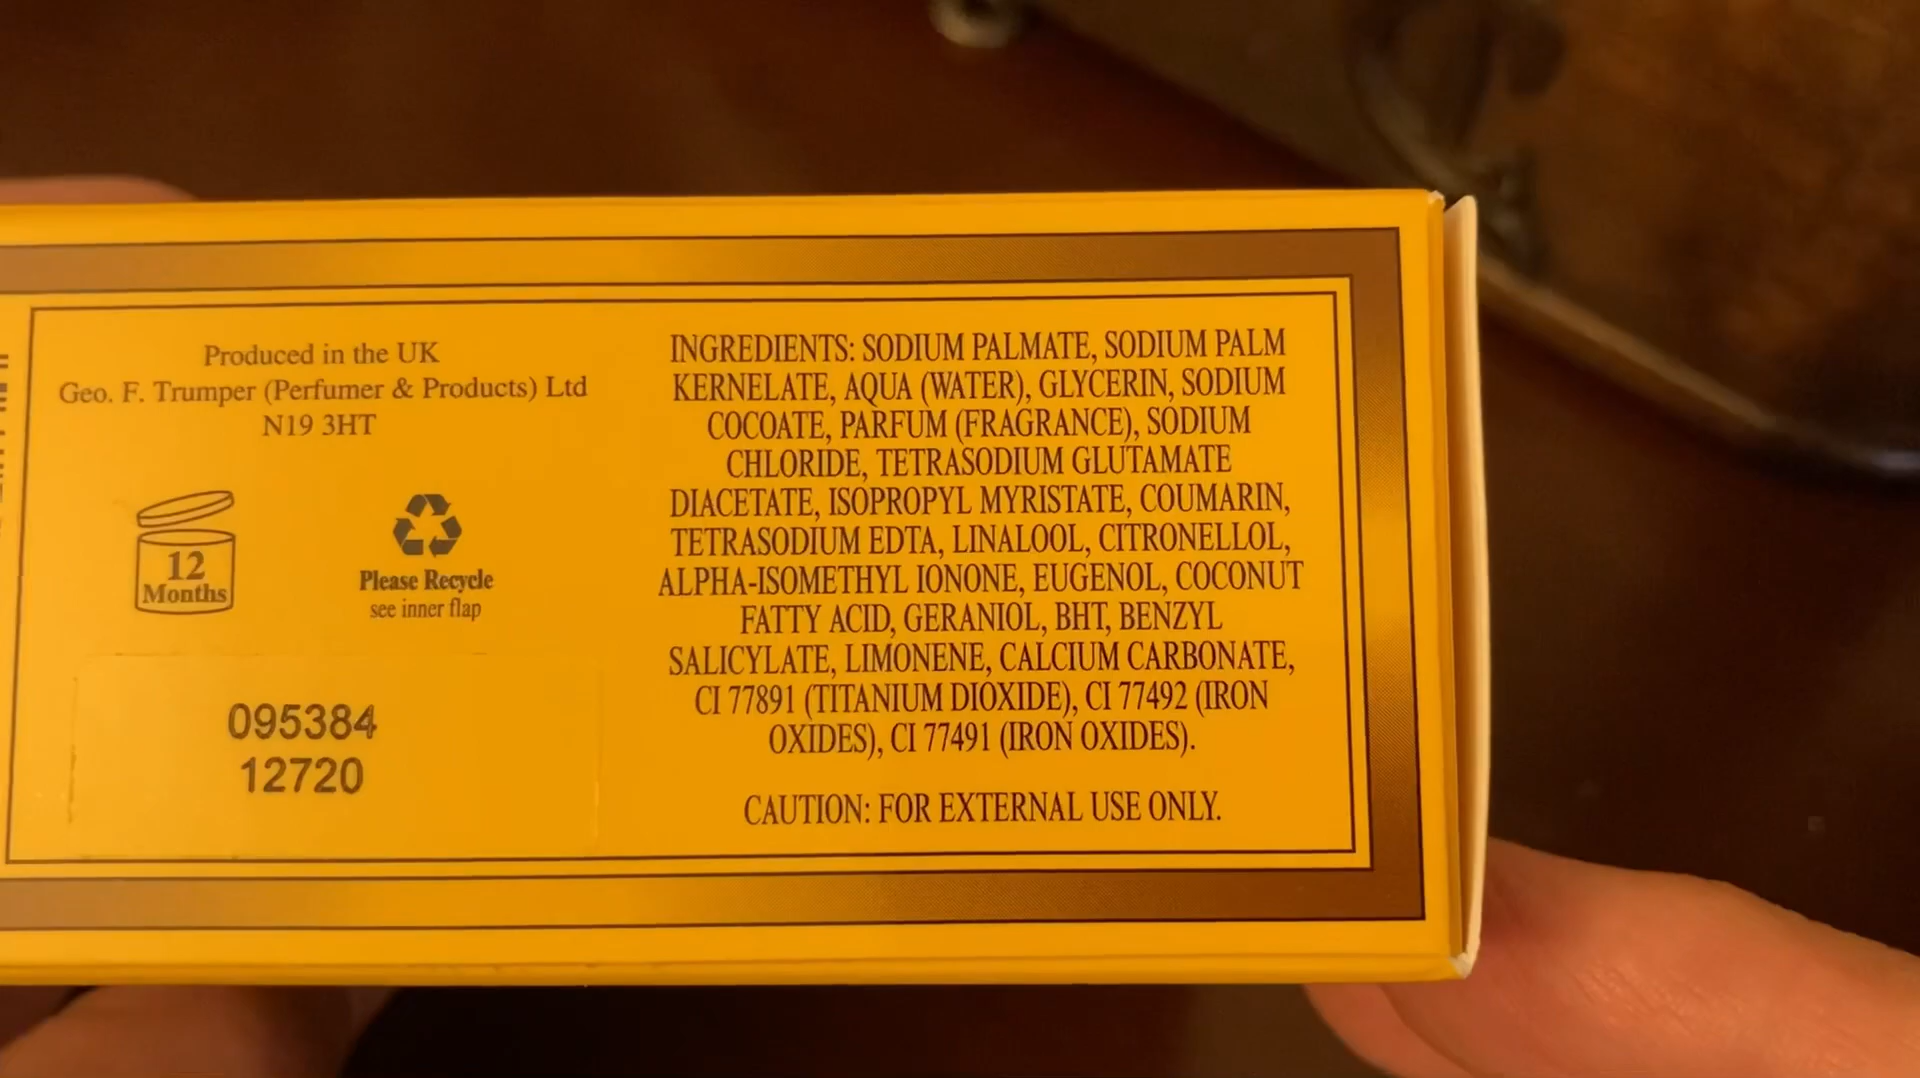 Produced in the UK
Geo. F. Trumper (Perfumer & Products) Ltd
N19 3HT
12
Months
Please Recycle
see inner flap
095384
12720
INGREDIENTS: SODIUM PALMATE, SODIUM PALM
KERNELATE, AQUA (WATER), GLYCERIN, SODIUM
COCOATE, PARFUM (FRAGRANCE), SODIUM
CHLORIDE, TETRASODIUM GLUTAMATE
DIACETATE, ISOPROPYL MYRISTATE, COUMARIN,
TETRASODIUM EDTA, LINALOOL, CITRONELLOL,
ALPHA-ISOMETHYL IONONE, EUGENOL, COCONUT
FATTY ACID, GERANIOL, BHT, BENZYL
SALICYLATE, LIMONENE, CALCIUM CARBONATE,
CI 77891 (TITANIUM DIOXIDE), CI 77492 (IRON
OXIDES), CI 77491 (IRON OXIDES).
CAUTION: FOR EXTERNAL USE ONLY.